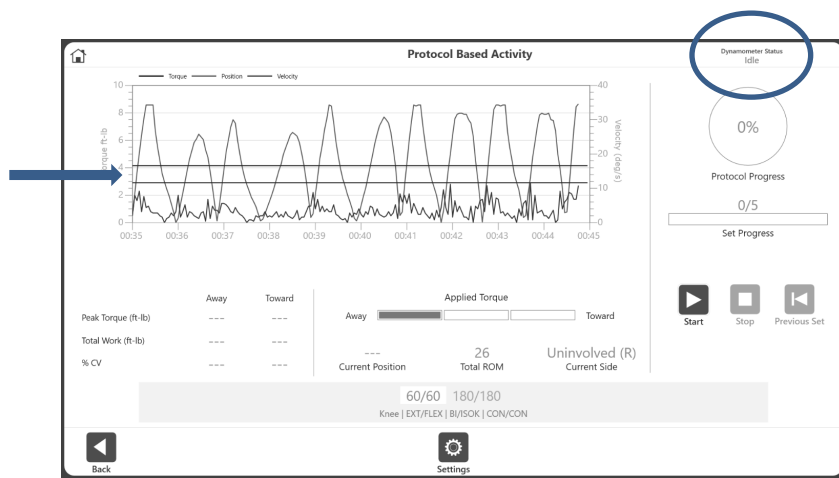 Protocol Based Activity
Dynamometer Status
Idle
Torque Position Velocity
10
8
6
4
2
0
Torque ft-lb
40
30
20
10
0
Velocity (deg/s)
00:35 00:36 00:37 00:38 00:39 00:40 00:41 00:42 00:43 00:44 00:45
0%
Protocol Progress
0/5
Set Progress
Start Stop Previous Set
Away Toward
Peak Torque (ft-lb) --- ---
Total Work (ft-lb) --- ---
% CV --- ---
Applied Torque
Away Toward
--- 26 Uninvolved (R)
Current Position Total ROM Current Side
60/60 180/180
Knee | EXT/FLEX | BI/ISOK | CON/CON
Back Settings